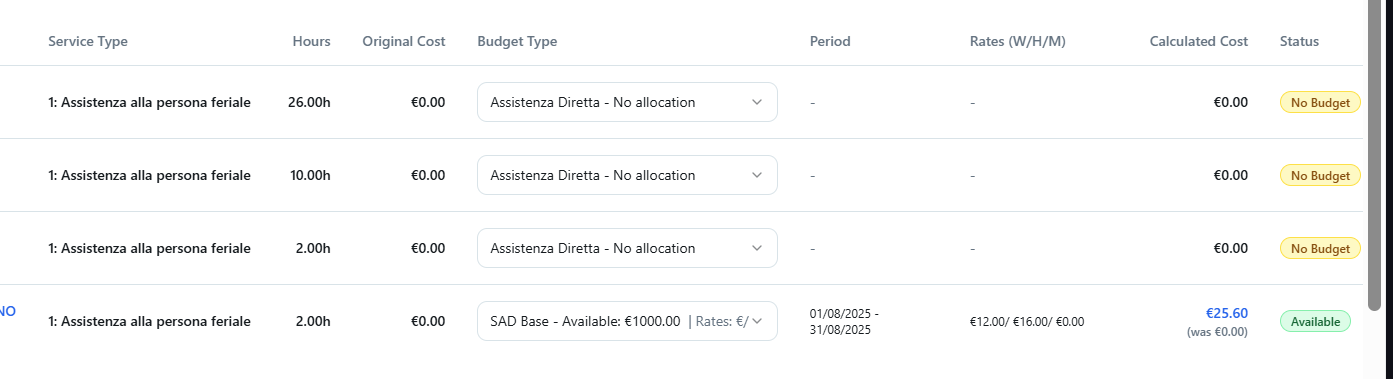 Service Type Hours Original Cost Budget Type Period Rates (W/H/M) Calculated Cost Status
1: Assistenza alla persona feriale 26.00h €0.00 Assistenza Diretta - No allocation - - €0.00 No Budget
1: Assistenza alla persona feriale 10.00h €0.00 Assistenza Diretta - No allocation - - €0.00 No Budget
1: Assistenza alla persona feriale 2.00h €0.00 Assistenza Diretta - No allocation - - €0.00 No Budget
NO 1: Assistenza alla persona feriale 2.00h €0.00 SAD Base - Available: €1000.00 | Rates: €/ 01/08/2025 - €12.00/ €16.00/ €0.00 €25.60 Available
31/08/2025 (was €0.00)